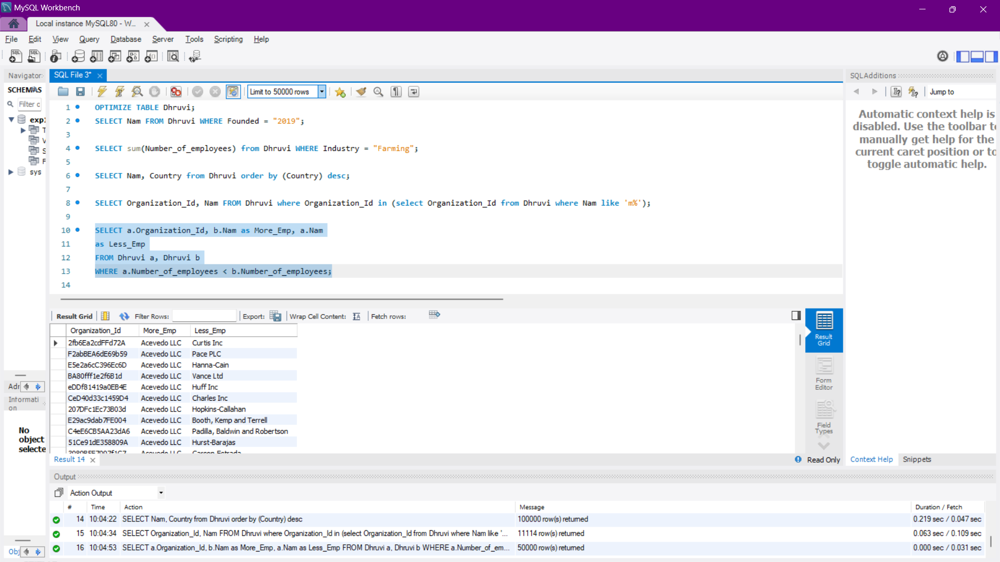 MySQL Workbench
Local instance MySQL80 - W...
File Edit View Query Database Server Tools Scripting Help
Navigator
SQL File 3*
SQLAdditions
SCHEMAS
Limit to 50000 rows
Jump to
Filter
1 OPTIMIZE TABLE Dhruvi;
2 SELECT Nam FROM Dhruvi WHERE Founded = "2019";
3
4 SELECT sum(Number_of_employees) from Dhruvi WHERE Industry = "Farming";
5
6 SELECT Nam, Country from Dhruvi order by (Country) desc;
7
8 SELECT Organization_Id, Nam FROM Dhruvi where Organization_Id in (select Organization_Id from Dhruvi where Nam like 'm%');
9
10 SELECT a.Organization_Id, b.Nam as More_Emp, a.Nam
11 as Less_Emp
12 FROM Dhruvi a, Dhruvi b
13 WHERE a.Number_of_employees < b.Number_of_employees;
14
sys
Automatic context help is
disabled. Use the toolbar to
manually get help for the
current caret position or to
toggle automatic help.
Result Grid Filter Rows: Export: Wrap Cell Content: Fetch rows:
Organization_Id More_Emp Less_Emp
2fb6Ea2cdFFd72A Acevedo LLC Curtis Inc
F2abBEA6dE69b59 Acevedo LLC Pace PLC
E5e2a6cC396Ec6D Acevedo LLC Hanna-Cain
BA80fff1e2f6B1d Acevedo LLC Vance Ltd
eDDf81419a0EB4E Acevedo LLC Huff Inc
CeD40d33c1459D4 Acevedo LLC Charles Inc
207DFc1Ec73B03d Acevedo LLC Hopkins-Callahan
E29ac9dab7FE004 Acevedo LLC Booth, Kemp and Terrell
C4eE6CB5AA23dA6 Acevedo LLC Padilla, Baldwin and Robertson
51Ce91dE358809A Acevedo LLC Hurst-Barajas
Result
Grid
Form
Editor
Field
Types
Adr
Informati
on
No
object
selecte
Result 14
Read Only
Context Help Snippets
Output
Action Output
# Time Action Message Duration / Fetch
14 10:04:22 SELECT Nam, Country from Dhruvi order by (Country) desc 100000 row(s) returned 0.219 sec / 0.047 sec
15 10:04:34 SELECT Organization_Id, Nam FROM Dhruvi where Organization_Id in (select Organization_Id from Dhruvi where Nam like '... 11114 row(s) returned 0.063 sec / 0.109 sec
16 10:04:53 SELECT a.Organization_Id, b.Nam as More_Emp, a.Nam as Less_Emp FROM Dhruvi a, Dhruvi b WHERE a.Number_of_em... 50000 row(s) returned 0.000 sec / 0.031 sec
Obj